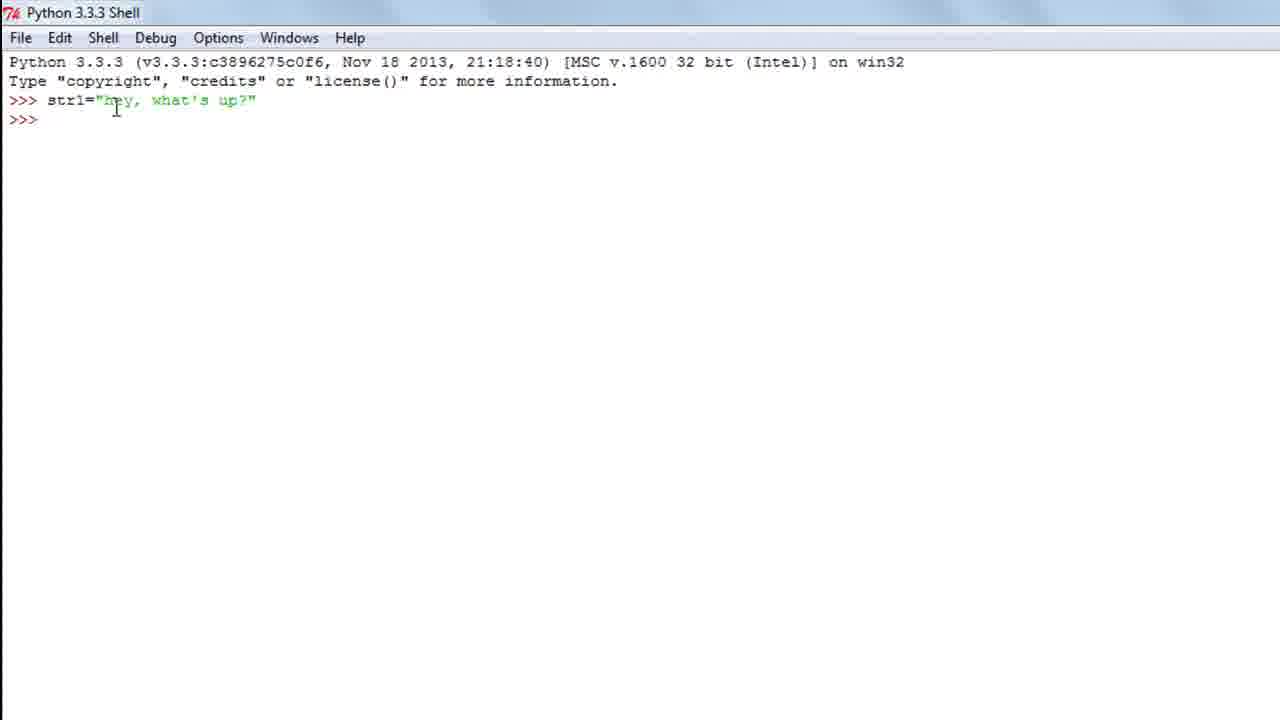 Python 3.3.3 Shell
File Edit Shell Debug Options Windows Help
Python 3.3.3 (v3.3.3:c3896275c0f6, Nov 18 2013, 21:18:40) [MSC v.1600 32 bit (Intel)] on win32
Type "copyright", "credits" or "license()" for more information.
>>> str1="hey, what's up?"
>>>